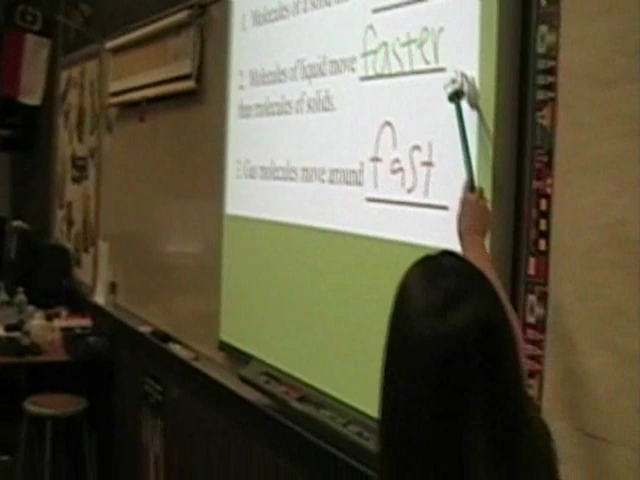 1. Molecules of a solid
2. Molecules of liquid move faster
than molecules of solids.
3 Gas molecules move around fast